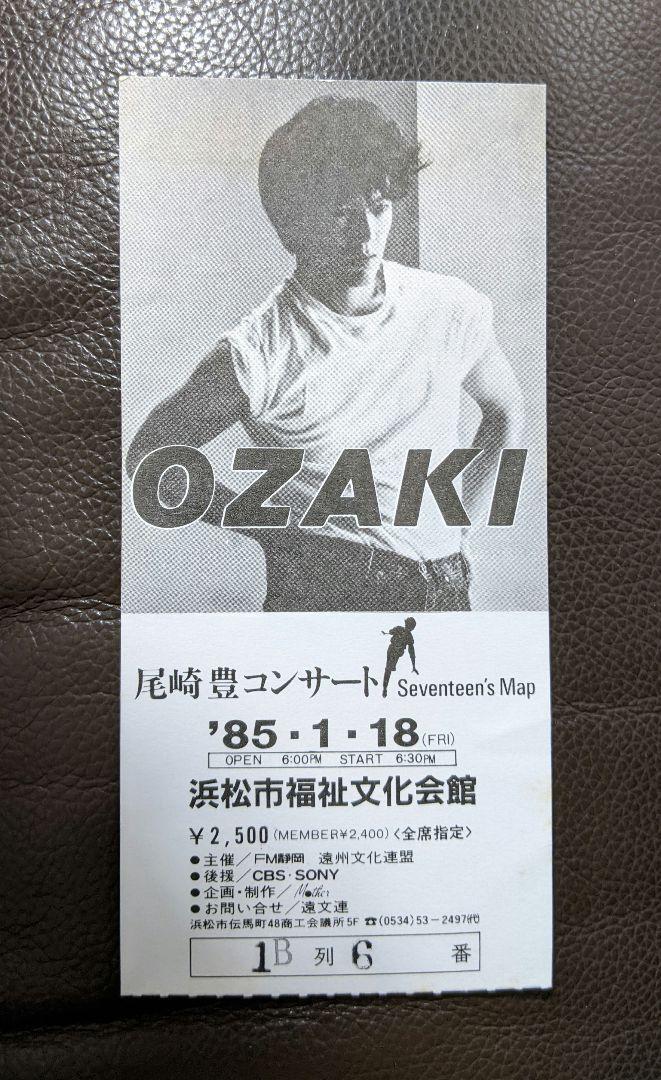 OZAKI
尾崎豊コンサート Seventeen's Map
'85・1・18(FRI)
OPEN 6:00PM START 6:30PM
浜松市福祉文化会館
¥2,500(MEMBER¥2,400)〈全席指定〉
●主催/FM静岡 遠州文化連盟
●後援/CBS・SONY
●企画・制作/Mother
●お問い合せ/遠文連
浜松市伝馬町48商工会議所5F ☎(0534)53-2497㈹
1B 列 6 番